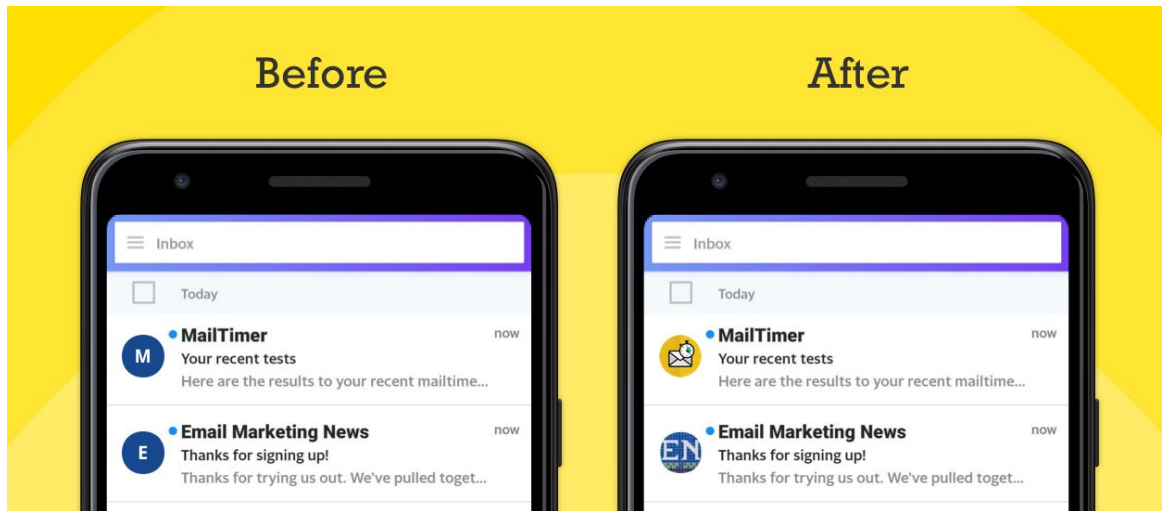 Before
Inbox
Today
M
MailTimer
now
Your recent tests
Here are the results to your recent mailtime...
E
Email Marketing News
now
Thanks for signing up!
Thanks for trying us out. We've pulled toget...
After
Inbox
Today
MailTimer
now
Your recent tests
Here are the results to your recent mailtime...
EN
Email Marketing News
now
Thanks for signing up!
Thanks for trying us out. We've pulled toget...